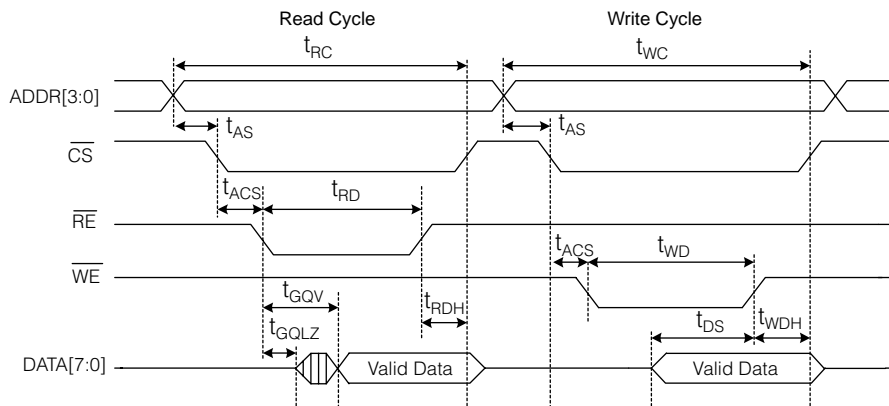 Read Cycle
Write Cycle
tRC
tWC
ADDR[3:0]
tAS
tAS
CS
tACS
tRD
RE
tACS
tWD
WE
tGQV
tRDH
tDS
tWDH
tGQLZ
DATA[7:0]
Valid Data
Valid Data